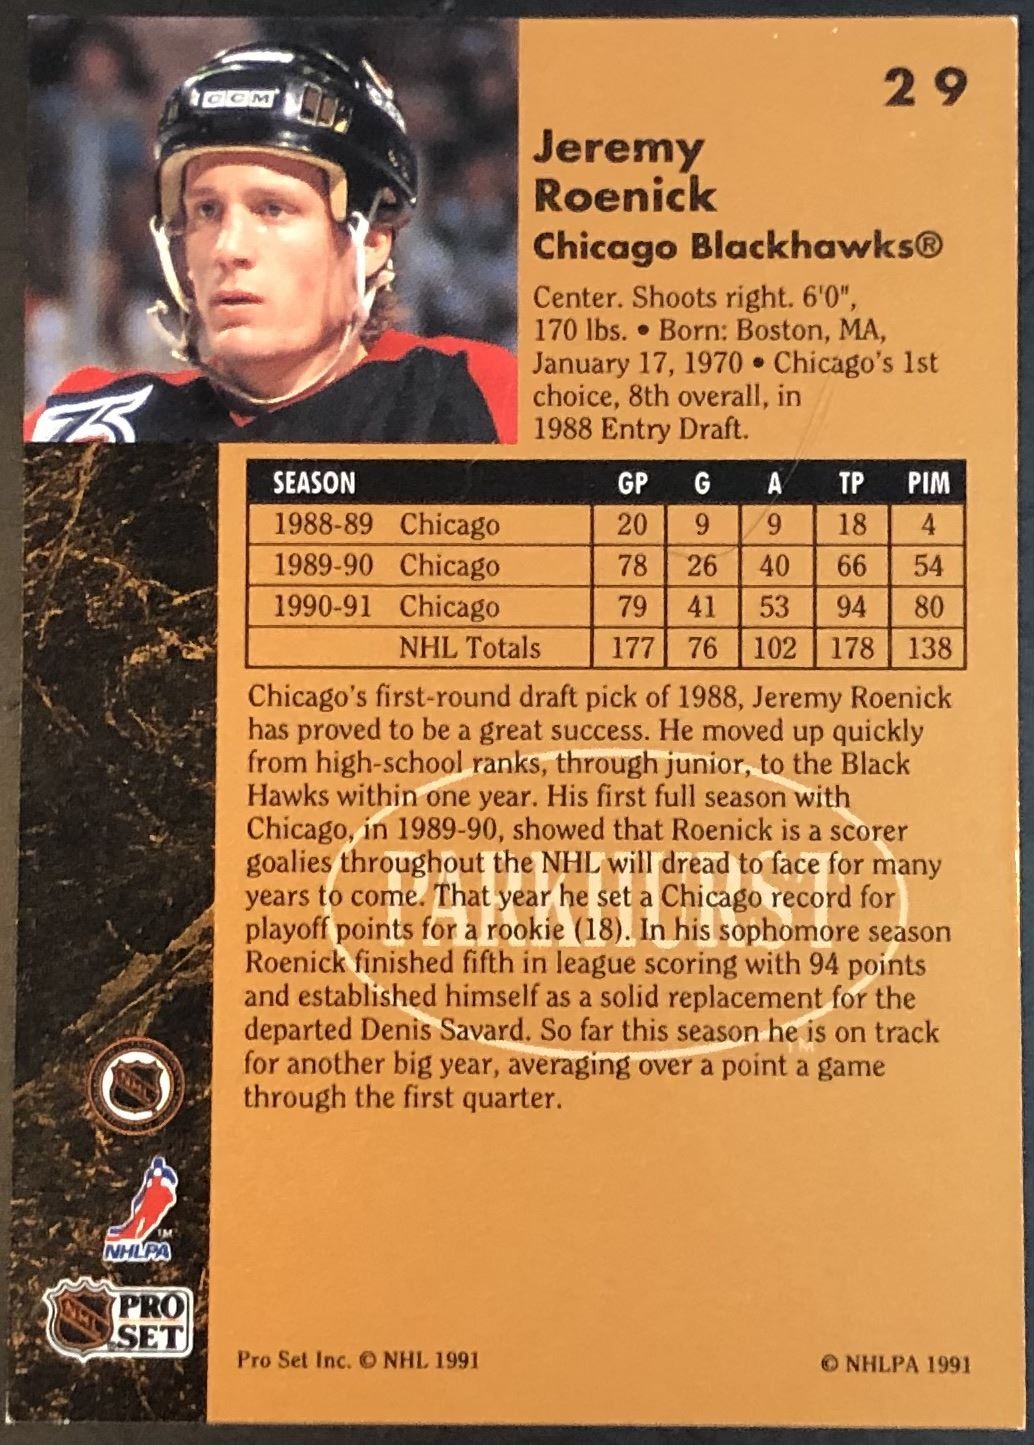 CCM
29
Jeremy
Roenick
Chicago Blackhawks®
Center. Shoots right. 6'0",
170 lbs. • Born: Boston, MA,
January 17, 1970 • Chicago's 1st
choice, 8th overall, in
1988 Entry Draft.
75
SEASON GP G A TP PIM
1988-89 Chicago 20 9 9 18 4
1989-90 Chicago 78 26 40 66 54
1990-91 Chicago 79 41 53 94 80
NHL Totals 177 76 102 178 138
Chicago's first-round draft pick of 1988, Jeremy Roenick
has proved to be a great success. He moved up quickly
from high-school ranks, through junior, to the Black
Hawks within one year. His first full season with
Chicago, in 1989-90, showed that Roenick is a scorer
goalies throughout the NHL will dread to face for many
years to come. That year he set a Chicago record for
playoff points for a rookie (18). In his sophomore season
Roenick finished fifth in league scoring with 94 points
and established himself as a solid replacement for the
departed Denis Savard. So far this season he is on track
for another big year, averaging over a point a game
through the first quarter.
PARKHURST
TM
NHL
TM
NHLPA
NHL
PRO
SET
Pro Set Inc. © NHL 1991
© NHLPA 1991